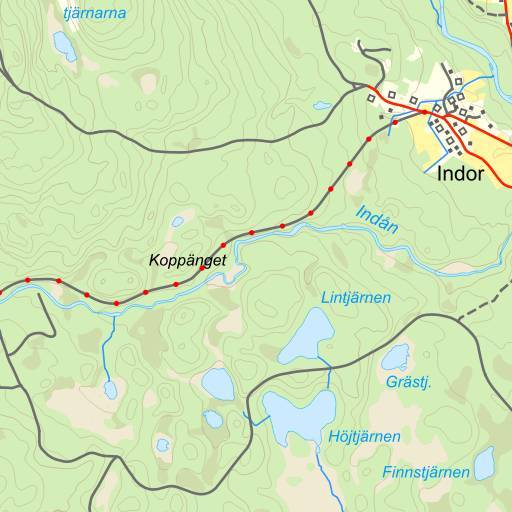 tjärnarna
Indor
Indån
Koppänget
Lintjärnen
Grästj.
Höjtjärnen
Finnstjärnen